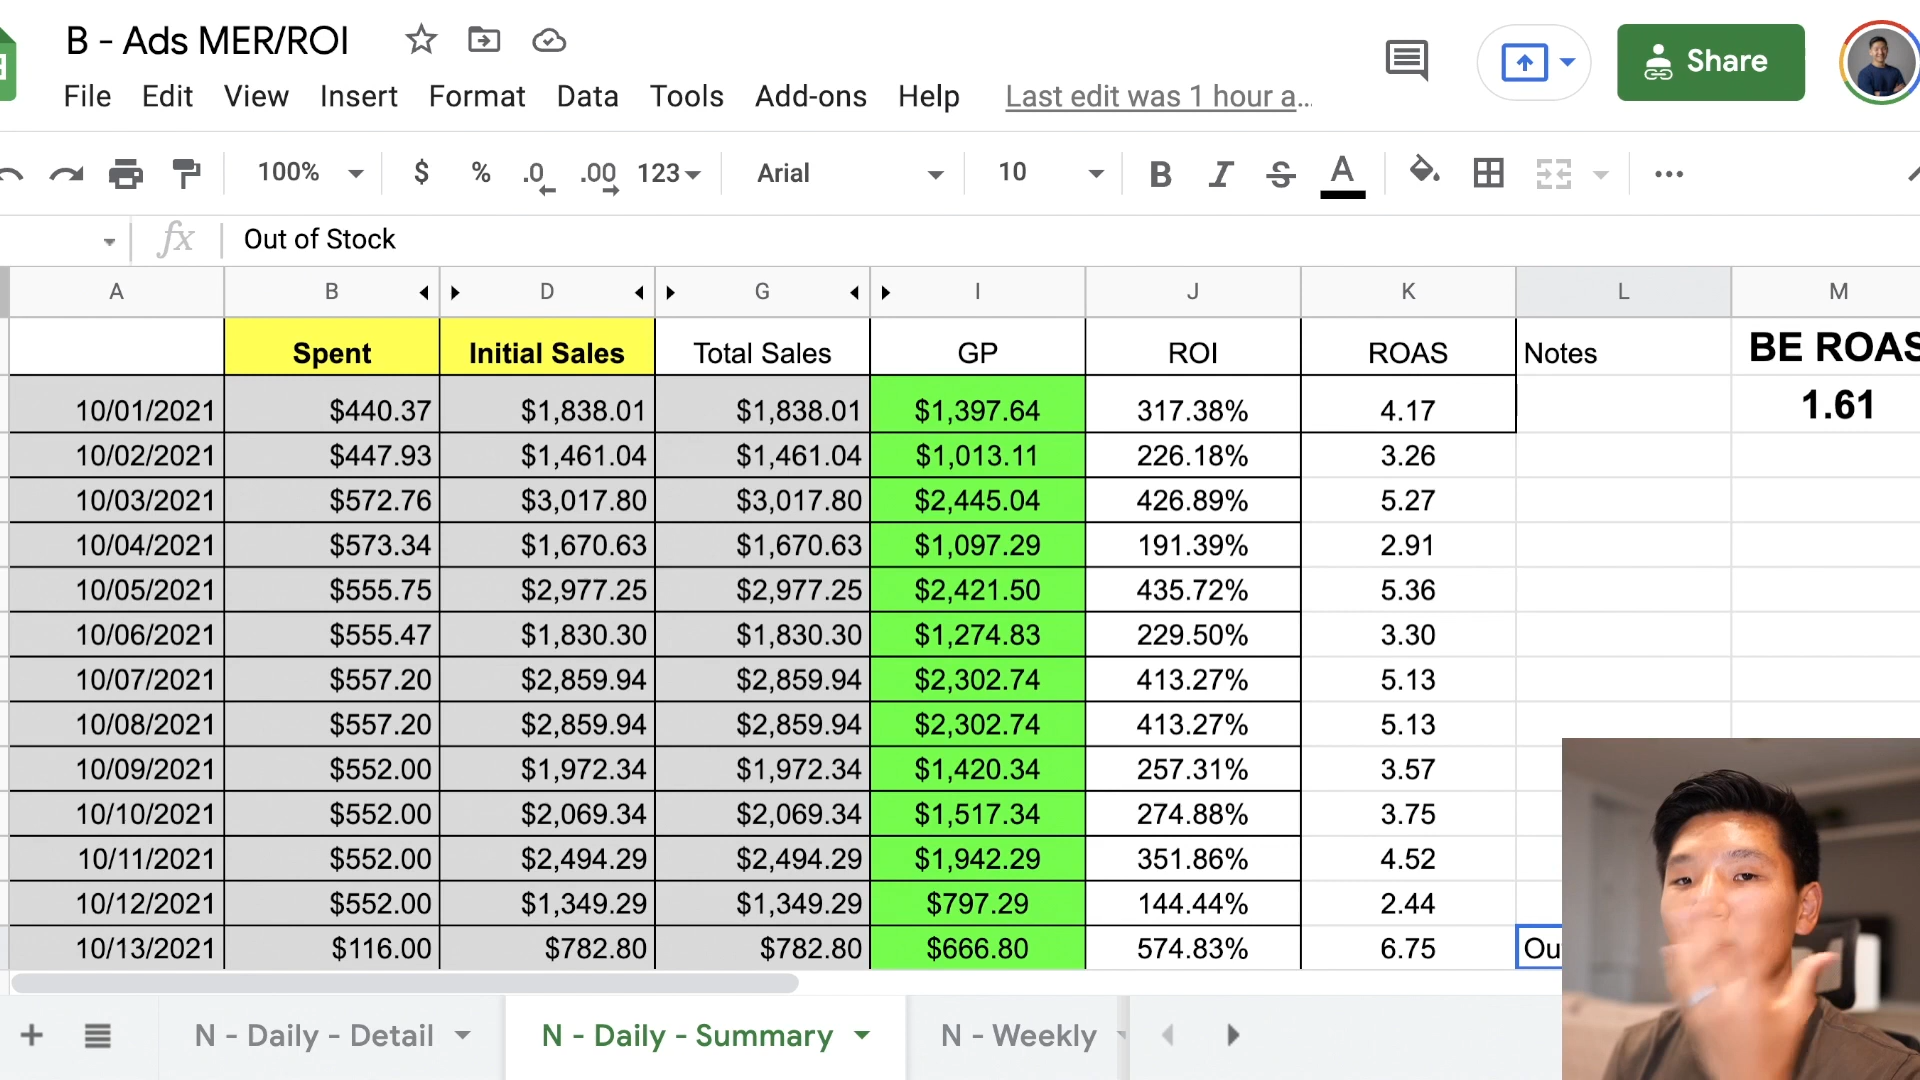 B - Ads MER/ROI
Share
File Edit View Insert Format Data Tools Add-ons Help Last edit was 1 hour a...
100% $ % .0 .00 123 Arial 10 B I S A
fx Out of Stock
A B D G I J K L M
Spent Initial Sales Total Sales GP ROI ROAS Notes BE ROAS
10/01/2021 $440.37 $1,838.01 $1,838.01 $1,397.64 317.38% 4.17 1.61
10/02/2021 $447.93 $1,461.04 $1,461.04 $1,013.11 226.18% 3.26
10/03/2021 $572.76 $3,017.80 $3,017.80 $2,445.04 426.89% 5.27
10/04/2021 $573.34 $1,670.63 $1,670.63 $1,097.29 191.39% 2.91
10/05/2021 $555.75 $2,977.25 $2,977.25 $2,421.50 435.72% 5.36
10/06/2021 $555.47 $1,830.30 $1,830.30 $1,274.83 229.50% 3.30
10/07/2021 $557.20 $2,859.94 $2,859.94 $2,302.74 413.27% 5.13
10/08/2021 $557.20 $2,859.94 $2,859.94 $2,302.74 413.27% 5.13
10/09/2021 $552.00 $1,972.34 $1,972.34 $1,420.34 257.31% 3.57
10/10/2021 $552.00 $2,069.34 $2,069.34 $1,517.34 274.88% 3.75
10/11/2021 $552.00 $2,494.29 $2,494.29 $1,942.29 351.86% 4.52
10/12/2021 $552.00 $1,349.29 $1,349.29 $797.29 144.44% 2.44
10/13/2021 $116.00 $782.80 $782.80 $666.80 574.83% 6.75 Ou
N - Daily - Detail N - Daily - Summary N - Weekly